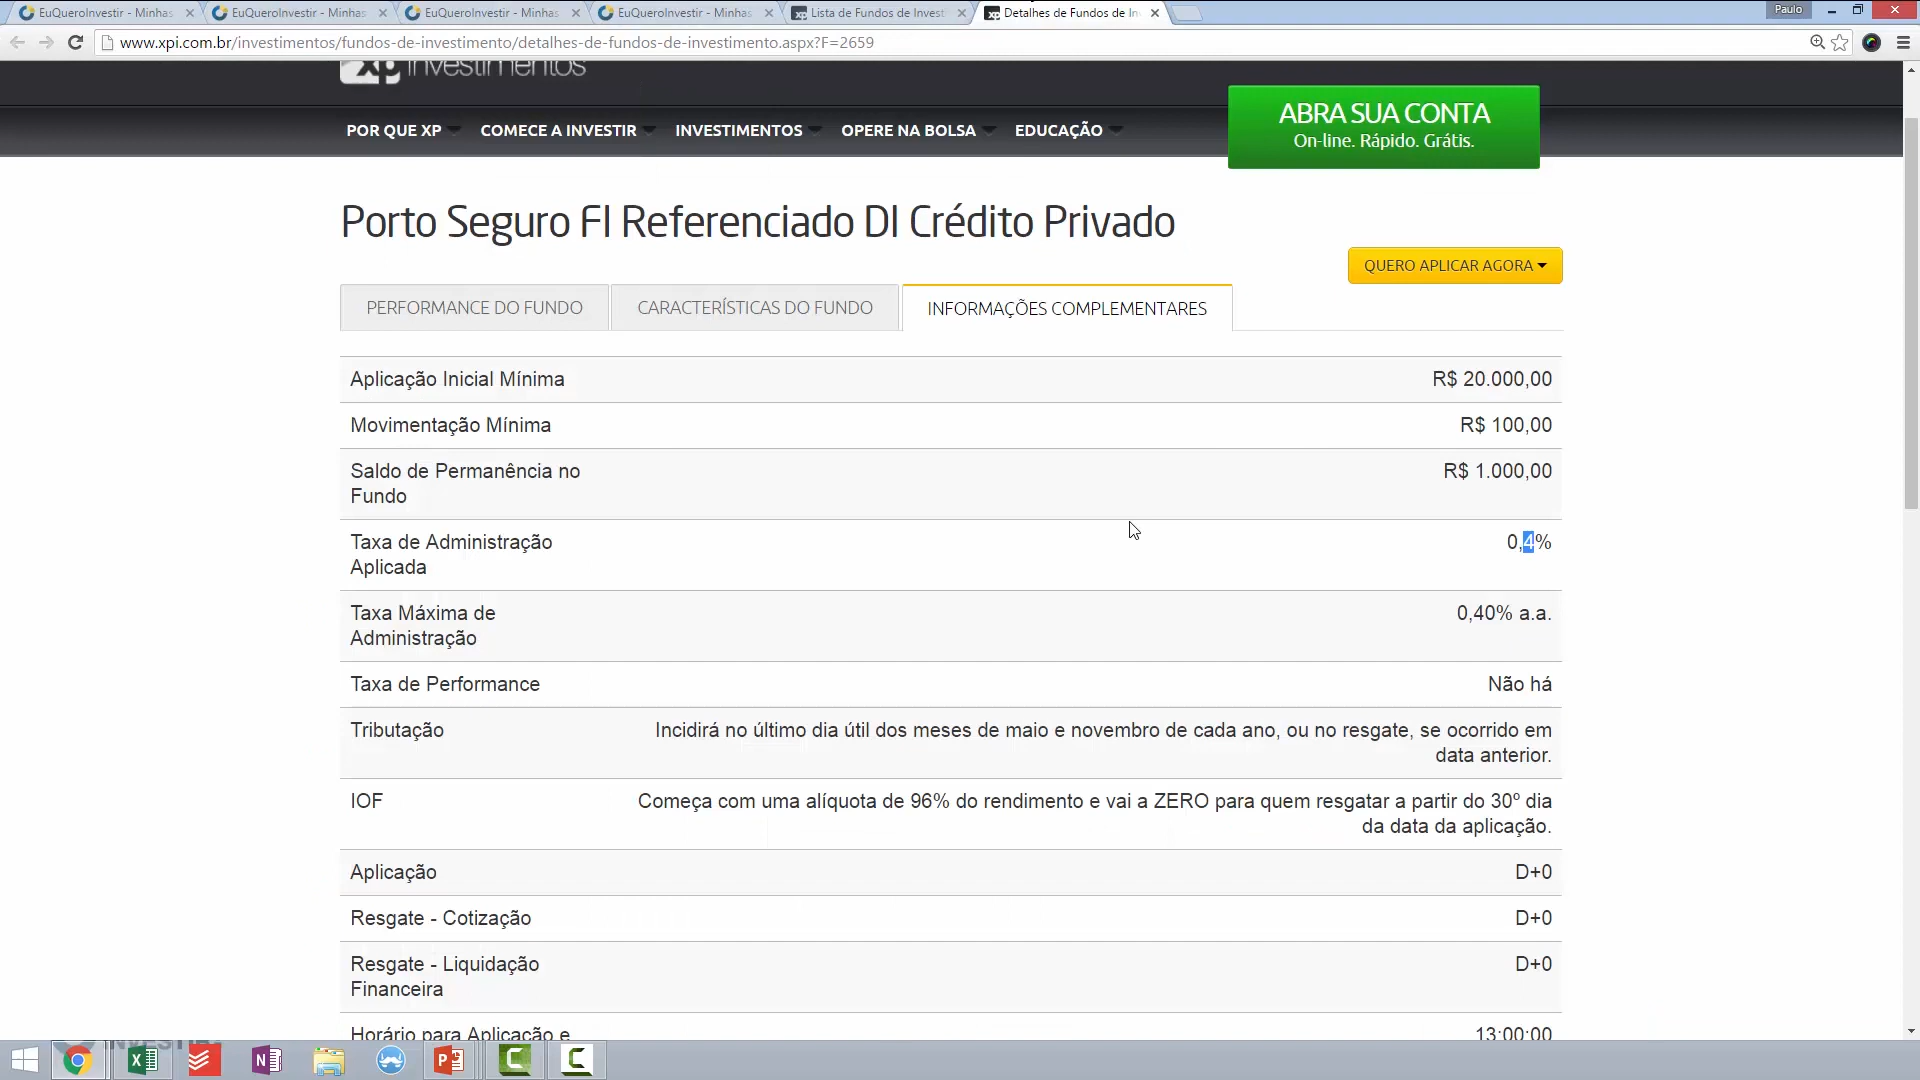 EuQueroInvestir - Minhas
EuQueroInvestir - Minhas
EuQueroInvestir - Minhas
EuQueroInvestir - Minhas
Lista de Fundos de Invest
Detalhes de Fundos de In
Paulo
www.xpi.com.br/investimentos/fundos-de-investimento/detalhes-de-fundos-de-investimento.aspx?F=2659
xp investimentos
POR QUE XP
COMECE A INVESTIR
INVESTIMENTOS
OPERE NA BOLSA
EDUCAÇÃO
ABRA SUA CONTA
On-line. Rápido. Grátis.
Porto Seguro FI Referenciado DI Crédito Privado
QUERO APLICAR AGORA
PERFORMANCE DO FUNDO
CARACTERÍSTICAS DO FUNDO
INFORMAÇÕES COMPLEMENTARES
Aplicação Inicial Mínima
R$ 20.000,00
Movimentação Mínima
R$ 100,00
Saldo de Permanência no
Fundo
R$ 1.000,00
Taxa de Administração
Aplicada
0,4%
Taxa Máxima de
Administração
0,40% a.a.
Taxa de Performance
Não há
Tributação
Incidirá no último dia útil dos meses de maio e novembro de cada ano, ou no resgate, se ocorrido em
data anterior.
IOF
Começa com uma alíquota de 96% do rendimento e vai a ZERO para quem resgatar a partir do 30º dia
da data da aplicação.
Aplicação
D+0
Resgate - Cotização
D+0
Resgate - Liquidação
Financeira
D+0
Horário para Aplicação e
13:00:00